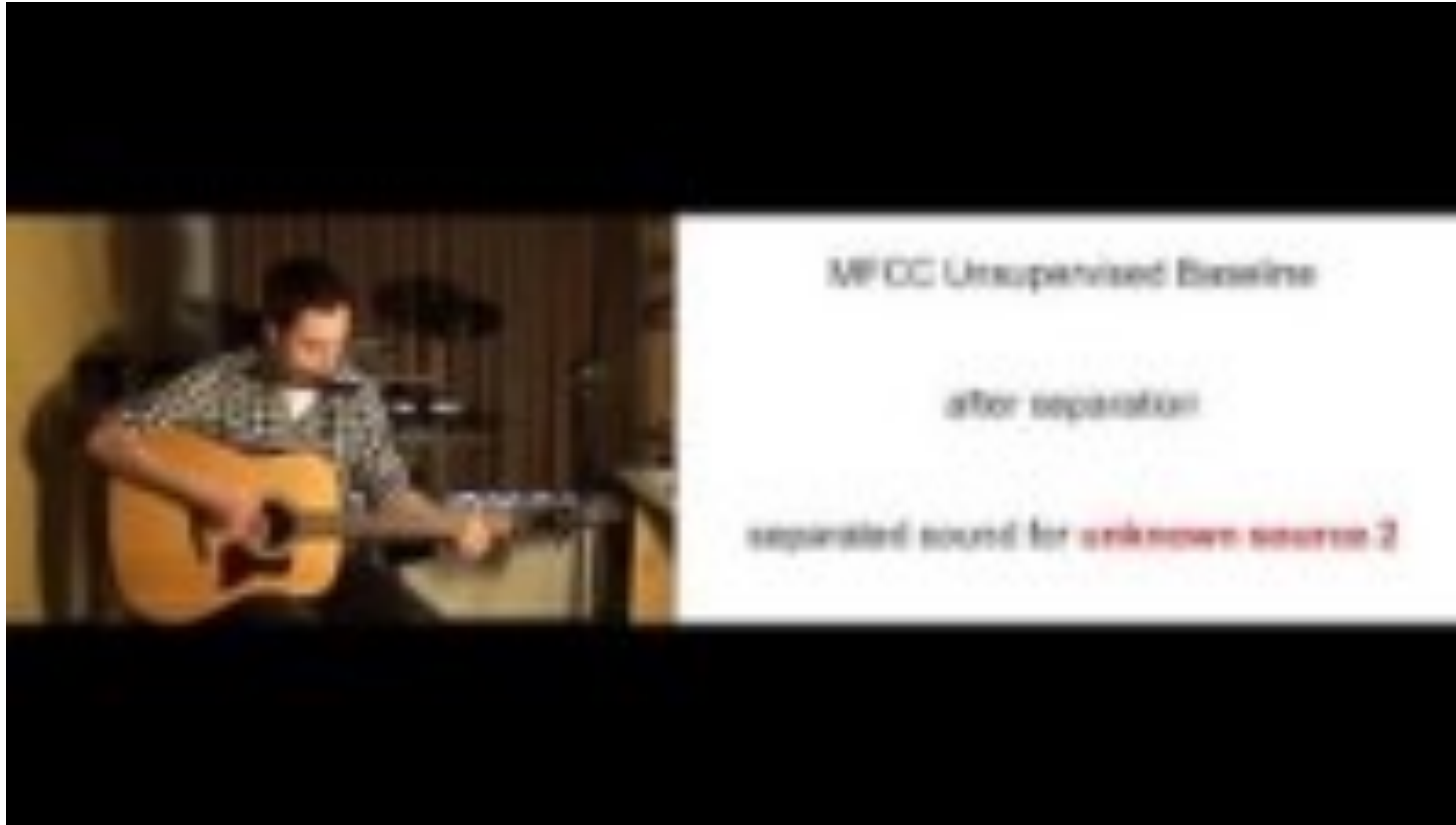 MFCC Unsupervised Baseline
after separation
separated sound for unknown source 2